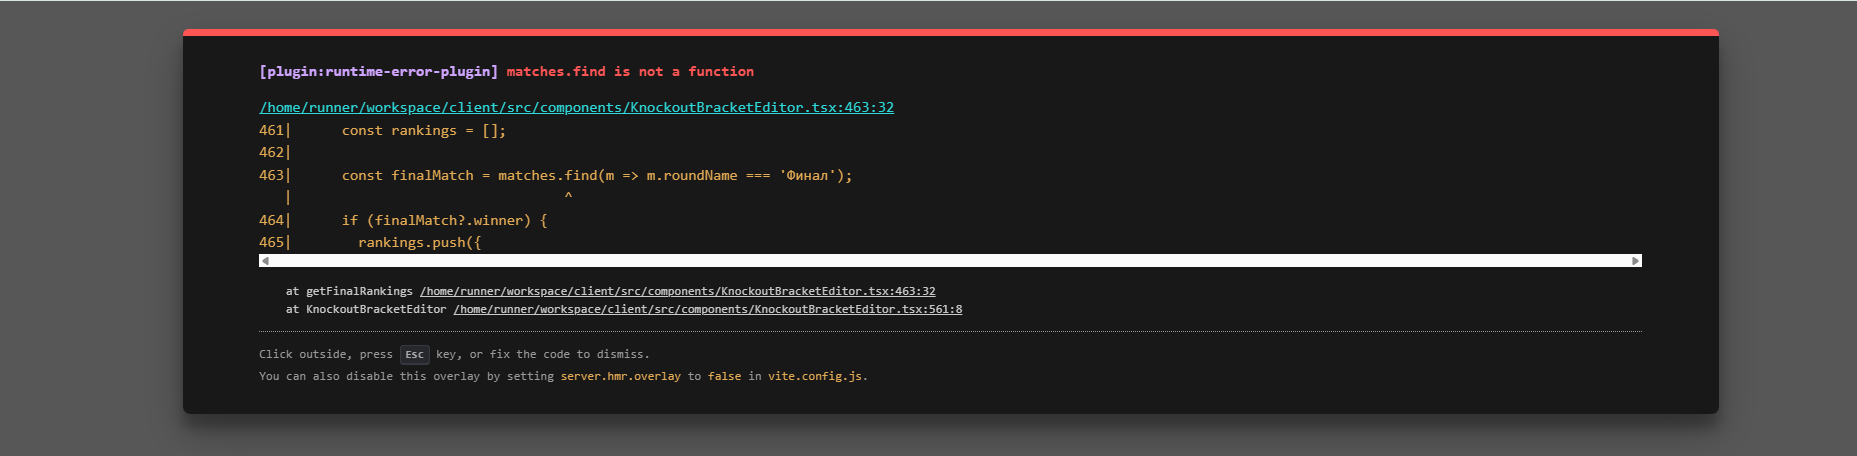 [plugin:runtime-error-plugin] matches.find is not a function
/home/runner/workspace/client/src/components/KnockoutBracketEditor.tsx:463:32
461|      const rankings = [];
462|
463|      const finalMatch = matches.find(m => m.roundName === 'Финал');
   |                                 ^
464|      if (finalMatch?.winner) {
465|        rankings.push({
at getFinalRankings /home/runner/workspace/client/src/components/KnockoutBracketEditor.tsx:463:32
at KnockoutBracketEditor /home/runner/workspace/client/src/components/KnockoutBracketEditor.tsx:561:8
Click outside, press Esc key, or fix the code to dismiss.
You can also disable this overlay by setting server.hmr.overlay to false in vite.config.js.